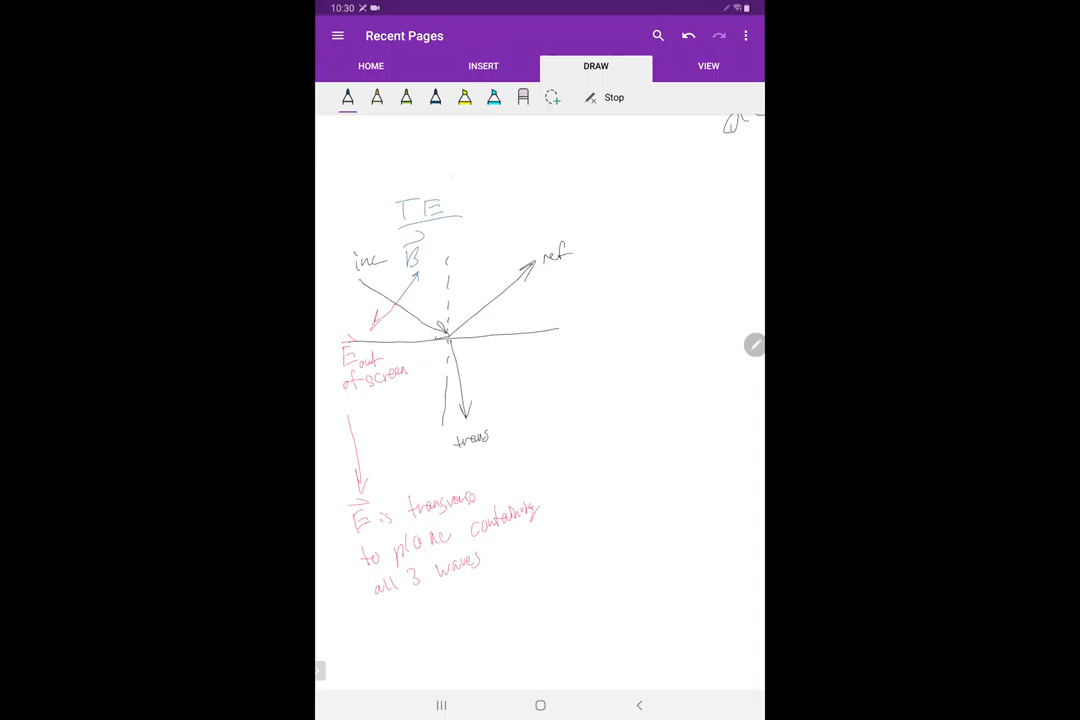 10:30
Recent Pages
HOME INSERT DRAW VIEW
Stop
TE
B
inc
ref
E out
of screen
trans
E is transverse
to plane containing
all 3 waves